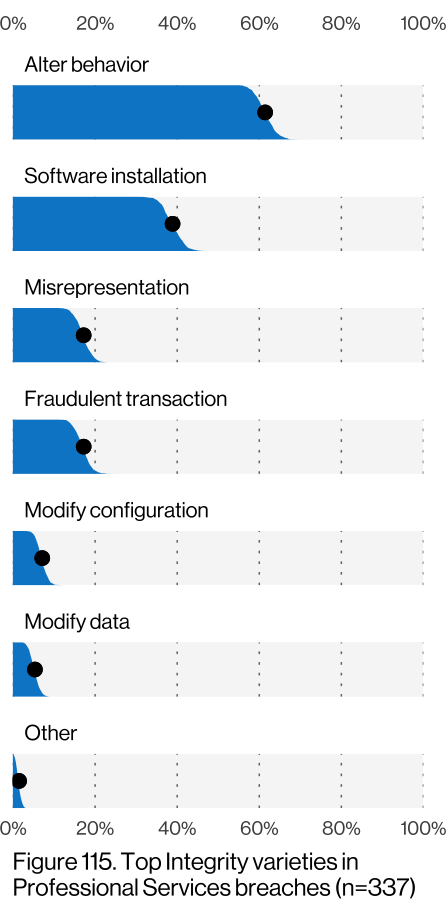 0% 20% 40% 60% 80% 100%
Alter behavior
Software installation
Misrepresentation
Fraudulent transaction
Modify configuration
Modify data
Other
0% 20% 40% 60% 80% 100%
Figure 115. Top Integrity varieties in
Professional Services breaches (n=337)